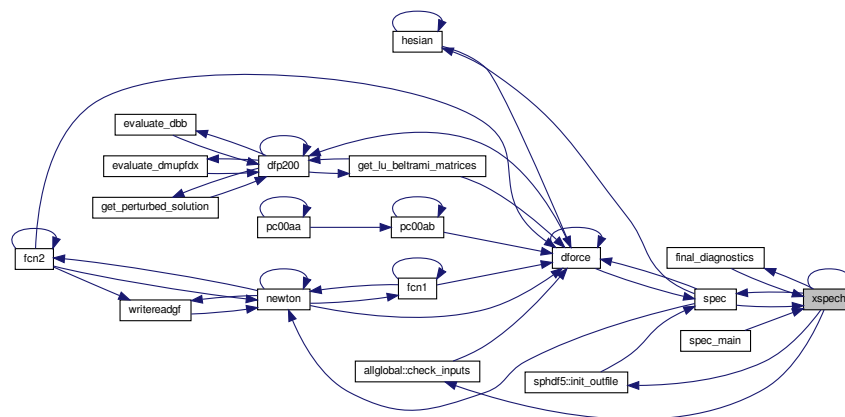 hesian
evaluate_dbb
evaluate_dmupfdx
dfp200
get_lu_beltrami_matrices
get_perturbed_solution
pc00aa
pc00ab
fcn2
dforce
final_diagnostics
newton
fcn1
writereadgf
spec
xspech
spec_main
allglobal::check_inputs
sphdf5::init_outfile